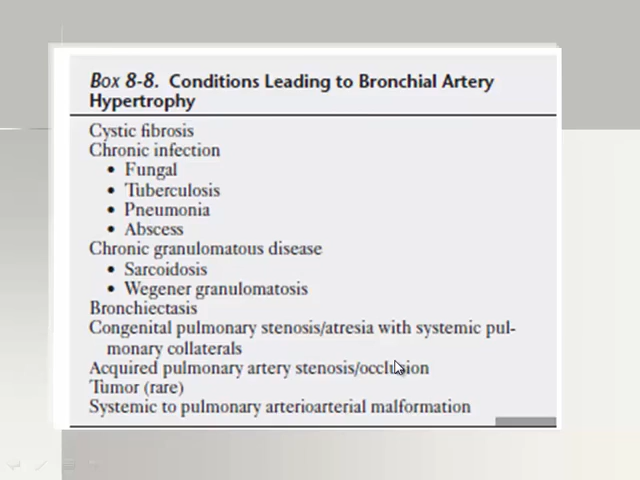 Box 8-8. Conditions Leading to Bronchial Artery
Hypertrophy
Cystic fibrosis
Chronic infection
• Fungal
• Tuberculosis
• Pneumonia
• Abscess
Chronic granulomatous disease
• Sarcoidosis
• Wegener granulomatosis
Bronchiectasis
Congenital pulmonary stenosis/atresia with systemic pul-
monary collaterals
Acquired pulmonary artery stenosis/occlusion
Tumor (rare)
Systemic to pulmonary arterioarterial malformation